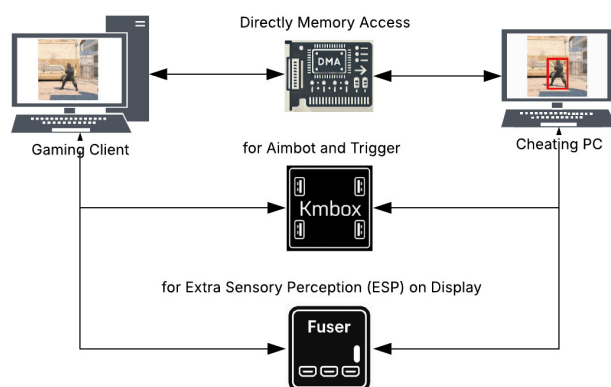 Directly Memory Access
DMA
Gaming Client
Cheating PC
for Aimbot and Trigger
Kmbox
for Extra Sensory Perception (ESP) on Display
Fuser